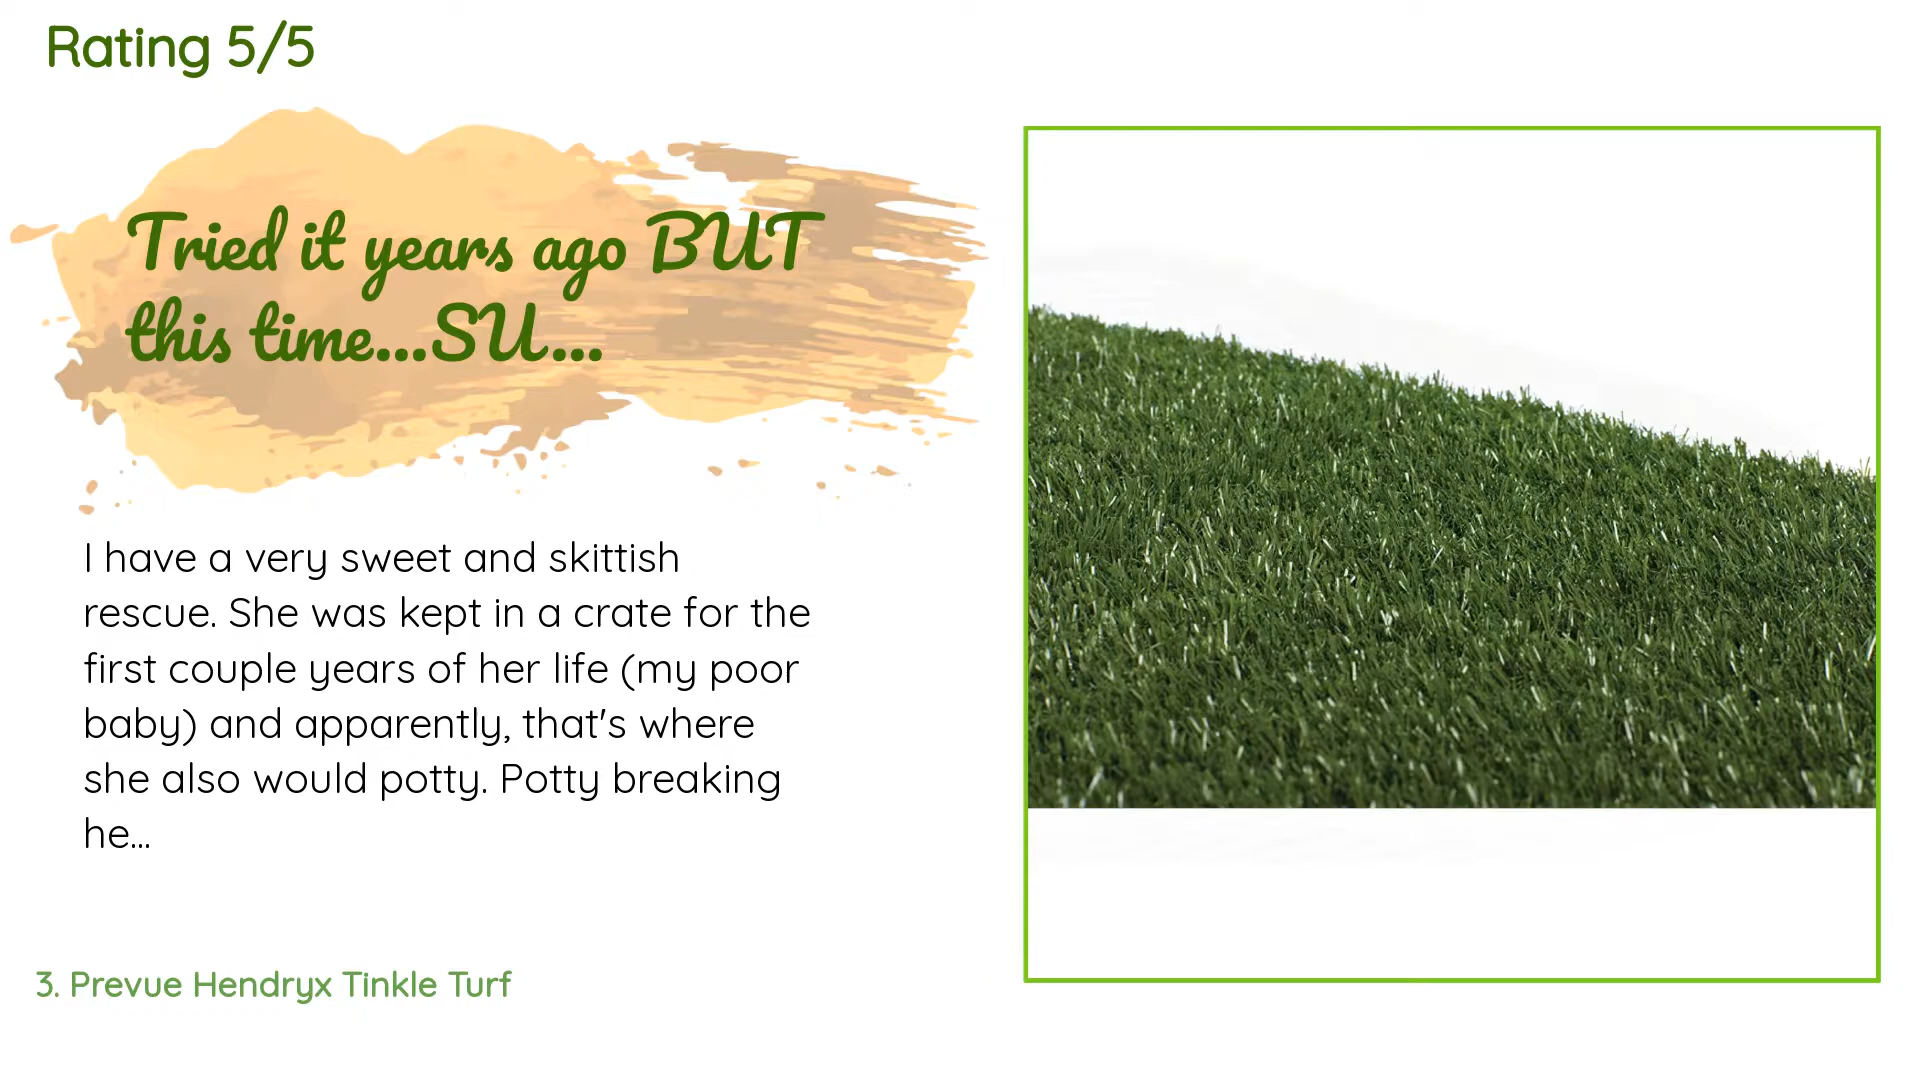 Rating 5/5
Tried it years ago BUT
this time...SU...
I have a very sweet and skittish
rescue. She was kept in a crate for the
first couple years of her life (my poor
baby) and apparently, that's where
she also would potty. Potty breaking
he...
3. Prevue Hendryx Tinkle Turf